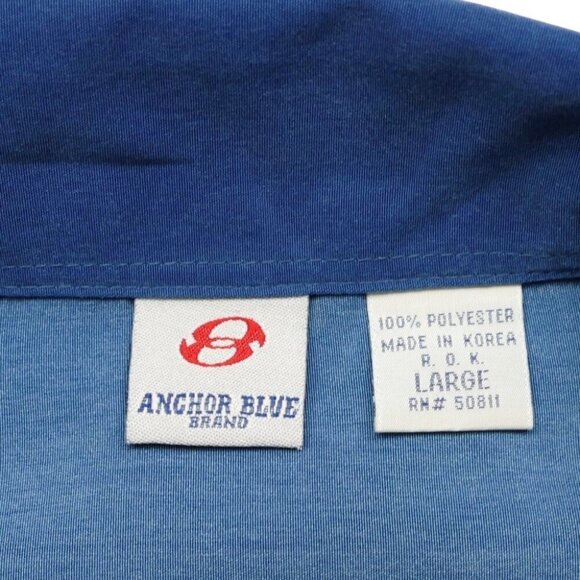 ANCHOR BLUE
BRAND
100% POLYESTER
MADE IN KOREA
R. O. K.
LARGE
RN# 50811